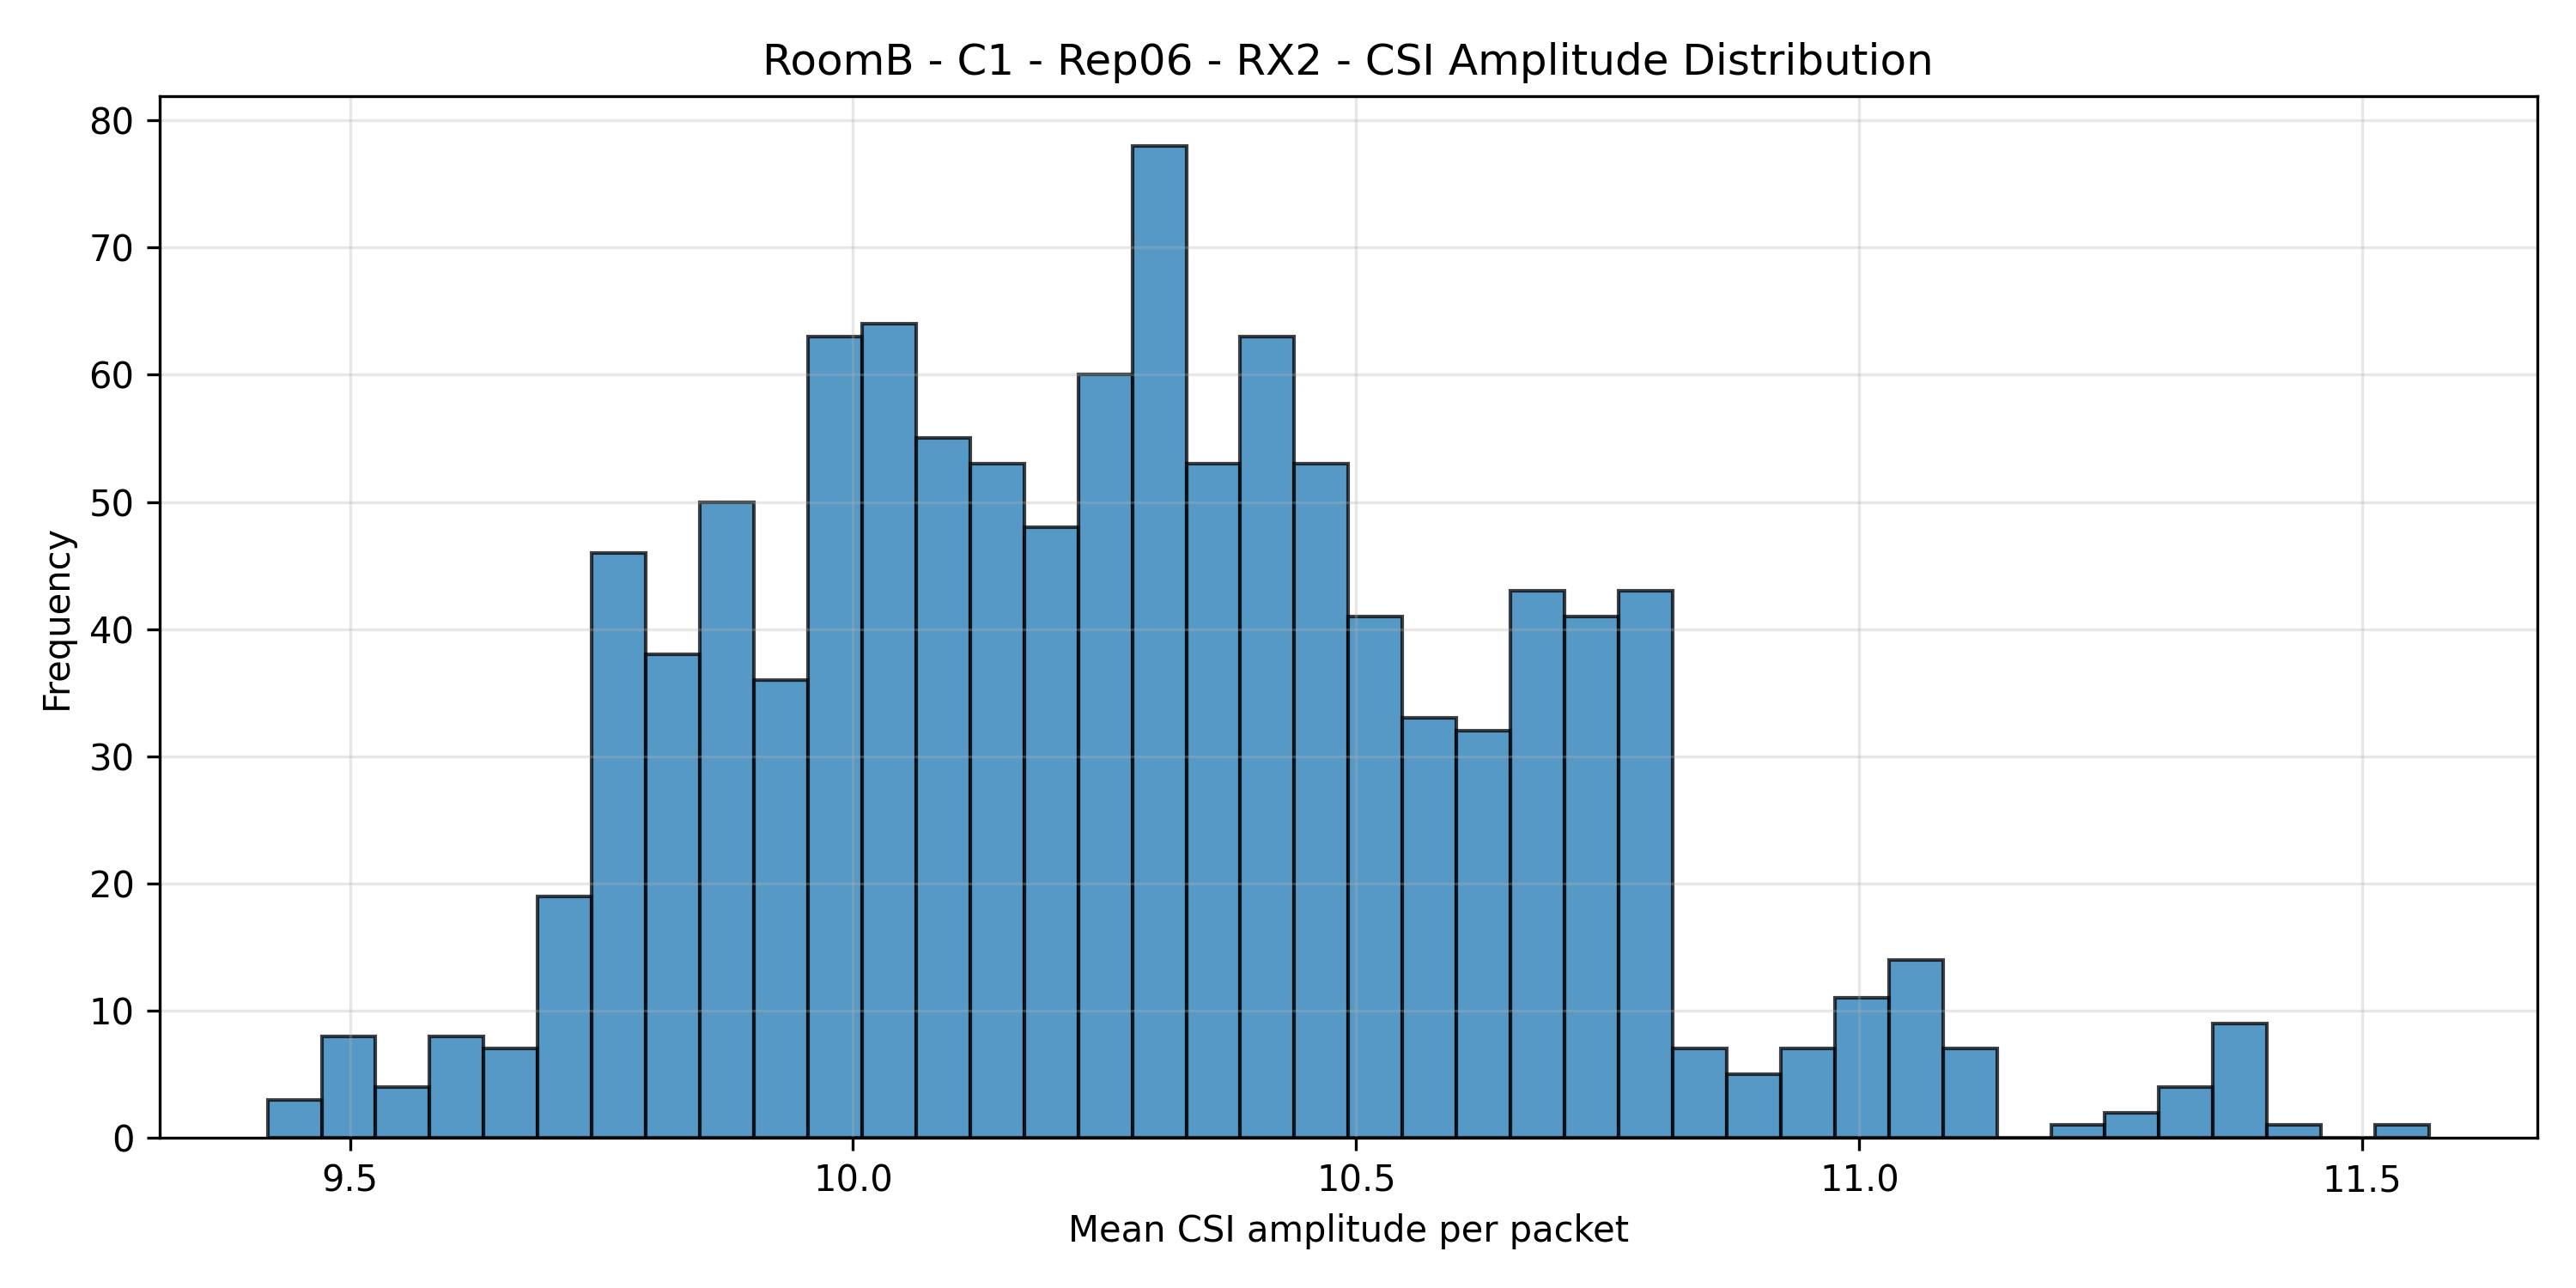 RoomB - C1 - Rep06 - RX2 - CSI Amplitude Distribution
80
70
60
50
40
30
20
10
0
Frequency
9.5 10.0 10.5 11.0 11.5
Mean CSI amplitude per packet